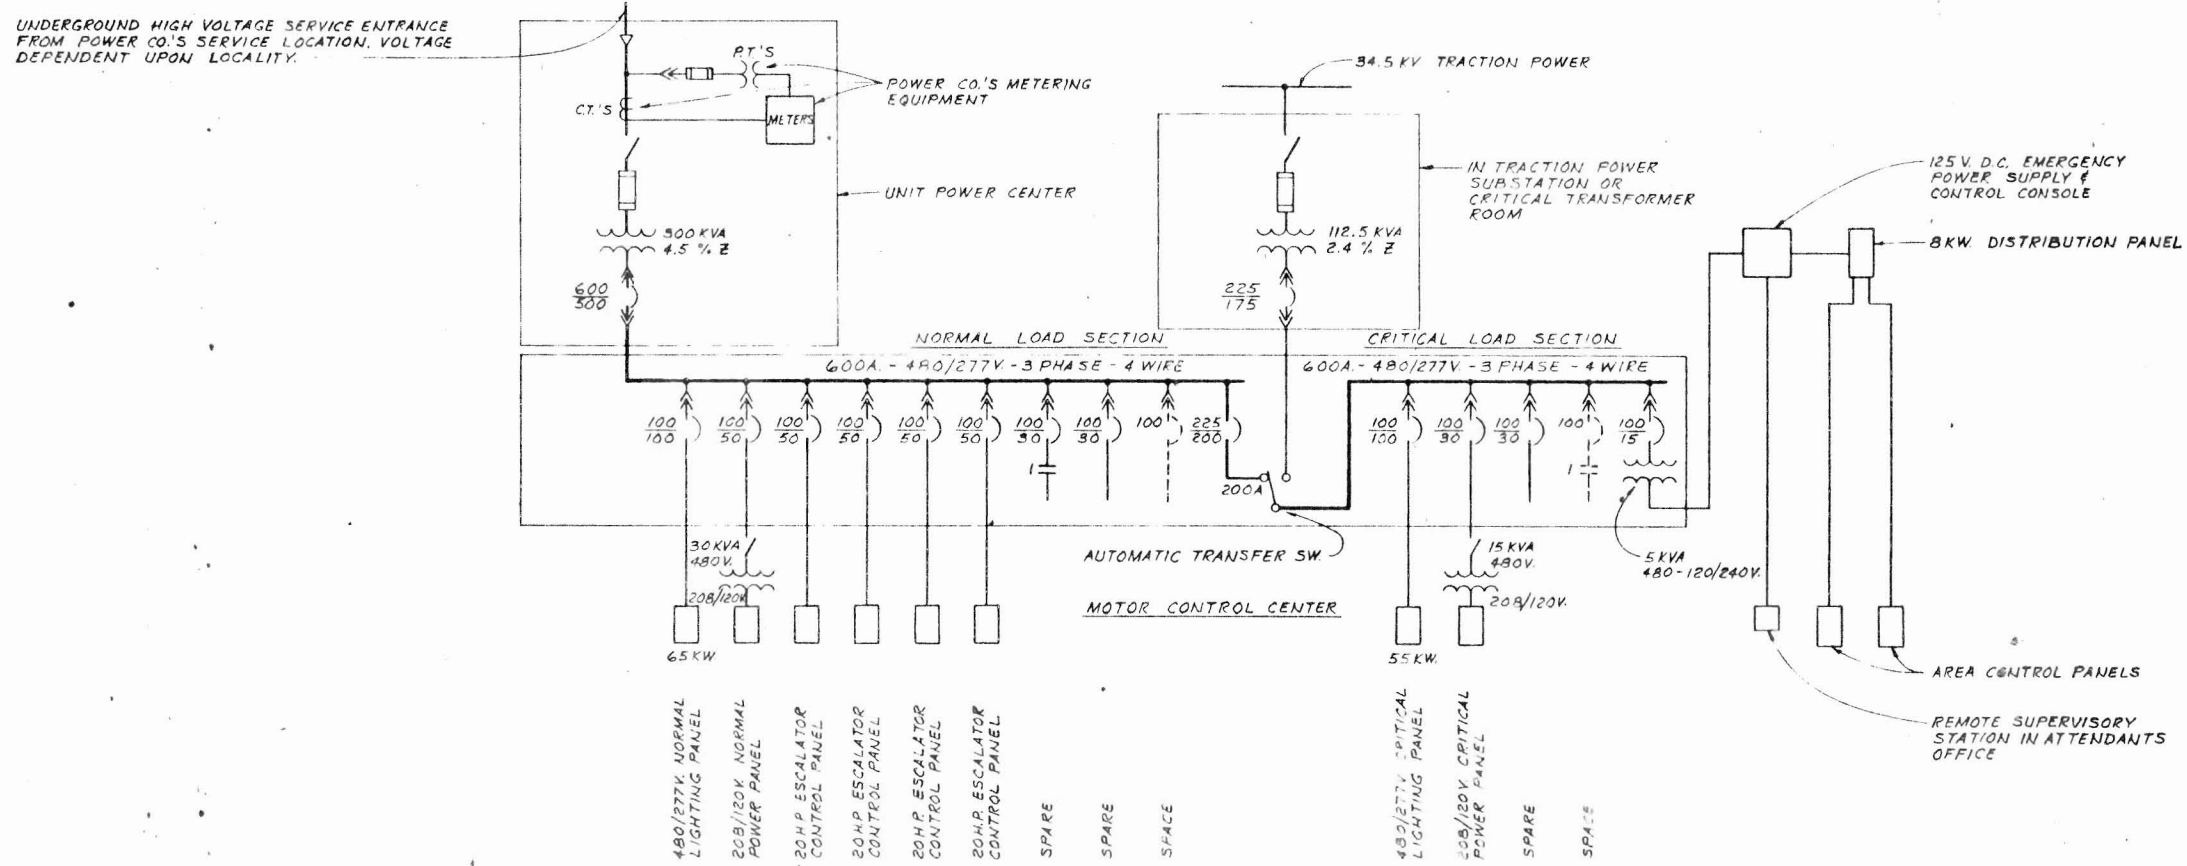 UNDERGROUND HIGH VOLTAGE SERVICE ENTRANCE
FROM POWER CO.'S SERVICE LOCATION. VOLTAGE
DEPENDENT UPON LOCALITY.
P.T.'S
C.T.'S
METERS
POWER CO.'S METERING
EQUIPMENT
UNIT POWER CENTER
300 KVA
4.5 % Z
600
500
34.5 KV TRACTION POWER
IN TRACTION POWER
SUBSTATION OR
CRITICAL TRANSFORMER
ROOM
112.5 KVA
2.4 % Z
225
175
125 V. D.C. EMERGENCY
POWER SUPPLY &
CONTROL CONSOLE
8 KW. DISTRIBUTION PANEL
NORMAL LOAD SECTION
CRITICAL LOAD SECTION
600A. - 480/277V. - 3 PHASE - 4 WIRE
600A. - 480/277V. - 3 PHASE - 4 WIRE
100
100
100
50
100
50
100
50
100
50
100
50
100
30
1
100
30
100
225
200
200A
100
100
100
30
100
30
100
1
100
15
AUTOMATIC TRANSFER SW.
MOTOR CONTROL CENTER
30 KVA
480V.
208/120V.
15 KVA
480V.
208/120V.
5 KVA
480-120/240V.
65 KW.
55 KW.
AREA CONTROL PANELS
REMOTE SUPERVISORY
STATION IN ATTENDANTS
OFFICE
480/277V. NORMAL
LIGHTING PANEL
208/120V. NORMAL
POWER PANEL
20 H.P. ESCALATOR
CONTROL PANEL
20 H.P. ESCALATOR
CONTROL PANEL
20 H.P. ESCALATOR
CONTROL PANEL
20 H.P. ESCALATOR
CONTROL PANEL
SPARE
SPARE
SPACE
480/277V. CRITICAL
LIGHTING PANEL
208/120V. CRITICAL
POWER PANEL
SPARE
SPACE